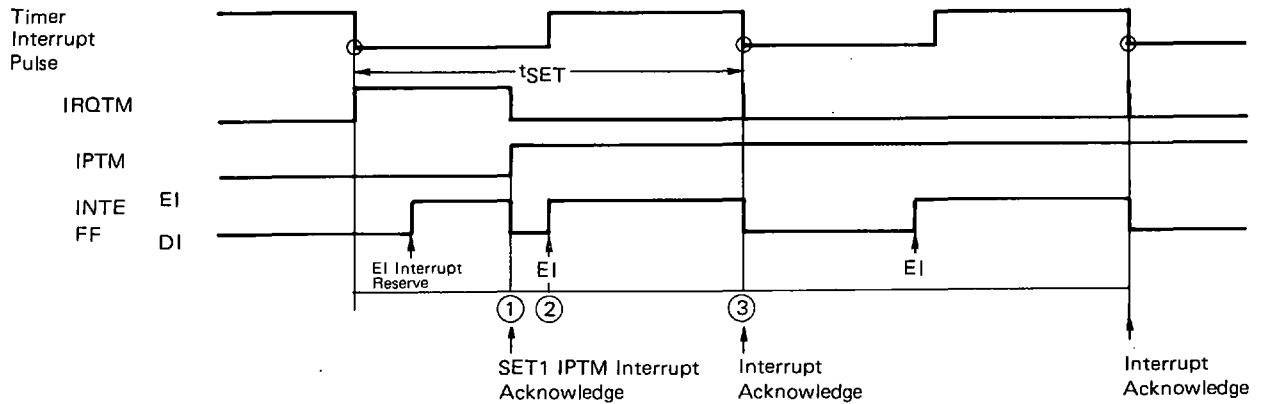 Timer
Interrupt
Pulse
tSET
IRQTM
IPTM
INTE EI
FF DI
EI Interrupt
Reserve
EI
EI
① ② ③
SET1 IPTM Interrupt
Acknowledge
Interrupt
Acknowledge
Interrupt
Acknowledge